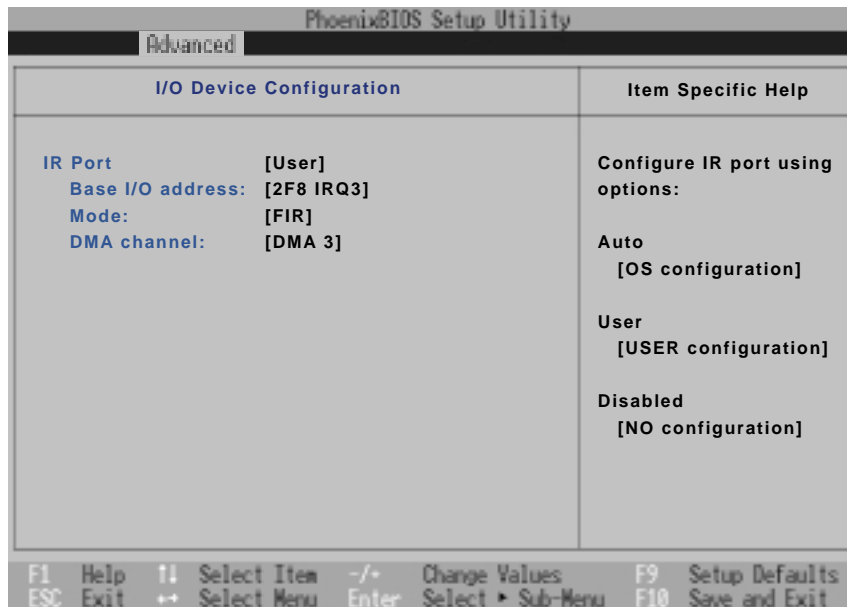 PhoenixBIOS Setup Utility
Advanced
I/O Device Configuration
IR Port [User]
Base I/O address: [2F8 IRQ3]
Mode: [FIR]
DMA channel: [DMA 3]
Item Specific Help
Configure IR port using
options:
Auto
[OS configuration]
User
[USER configuration]
Disabled
[NO configuration]
F1 Help ↑↓ Select Item -/+ Change Values F9 Setup Defaults
ESC Exit ↔ Select Menu Enter Select ▸ Sub-Menu F10 Save and Exit